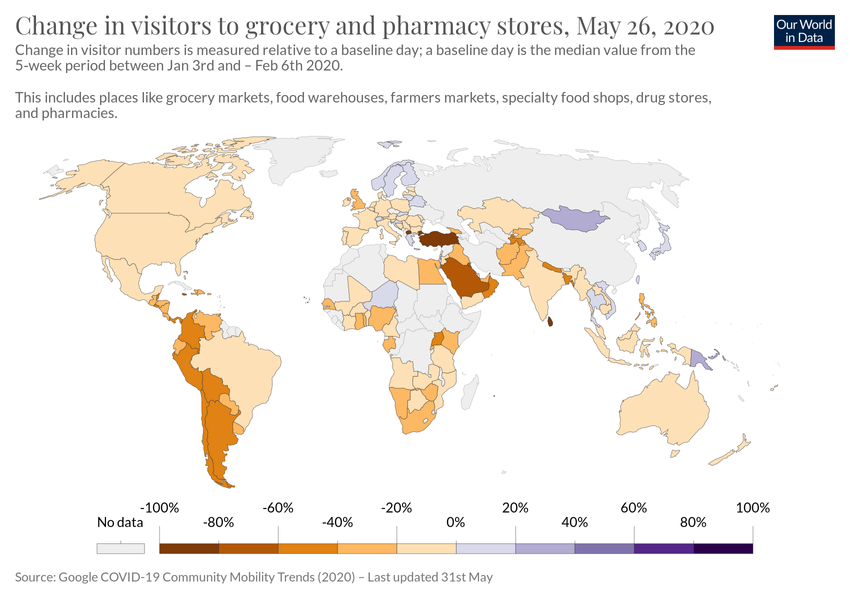 Change in visitors to grocery and pharmacy stores, May 26, 2020
Our World
in Data
Change in visitor numbers is measured relative to a baseline day; a baseline day is the median value from the
5-week period between Jan 3rd and – Feb 6th 2020.
This includes places like grocery markets, food warehouses, farmers markets, specialty food shops, drug stores,
and pharmacies.
-100% -60% -20% 20% 60% 100%
No data -80% -40% 0% 40% 80%
Source: Google COVID-19 Community Mobility Trends (2020) – Last updated 31st May